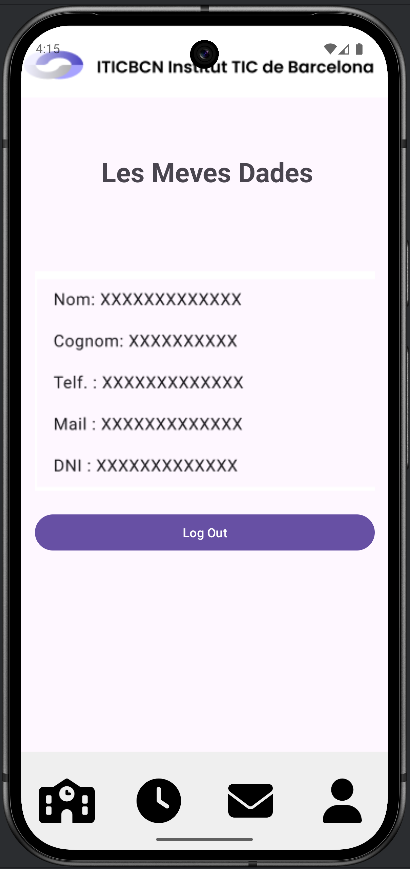 4:15
ITICBCN Institut TIC de Barcelona
Les Meves Dades
Nom: XXXXXXXXXXXXX
Cognom: XXXXXXXXXX
Telf. : XXXXXXXXXXXXX
Mail : XXXXXXXXXXXXX
DNI : XXXXXXXXXXXXX
Log Out